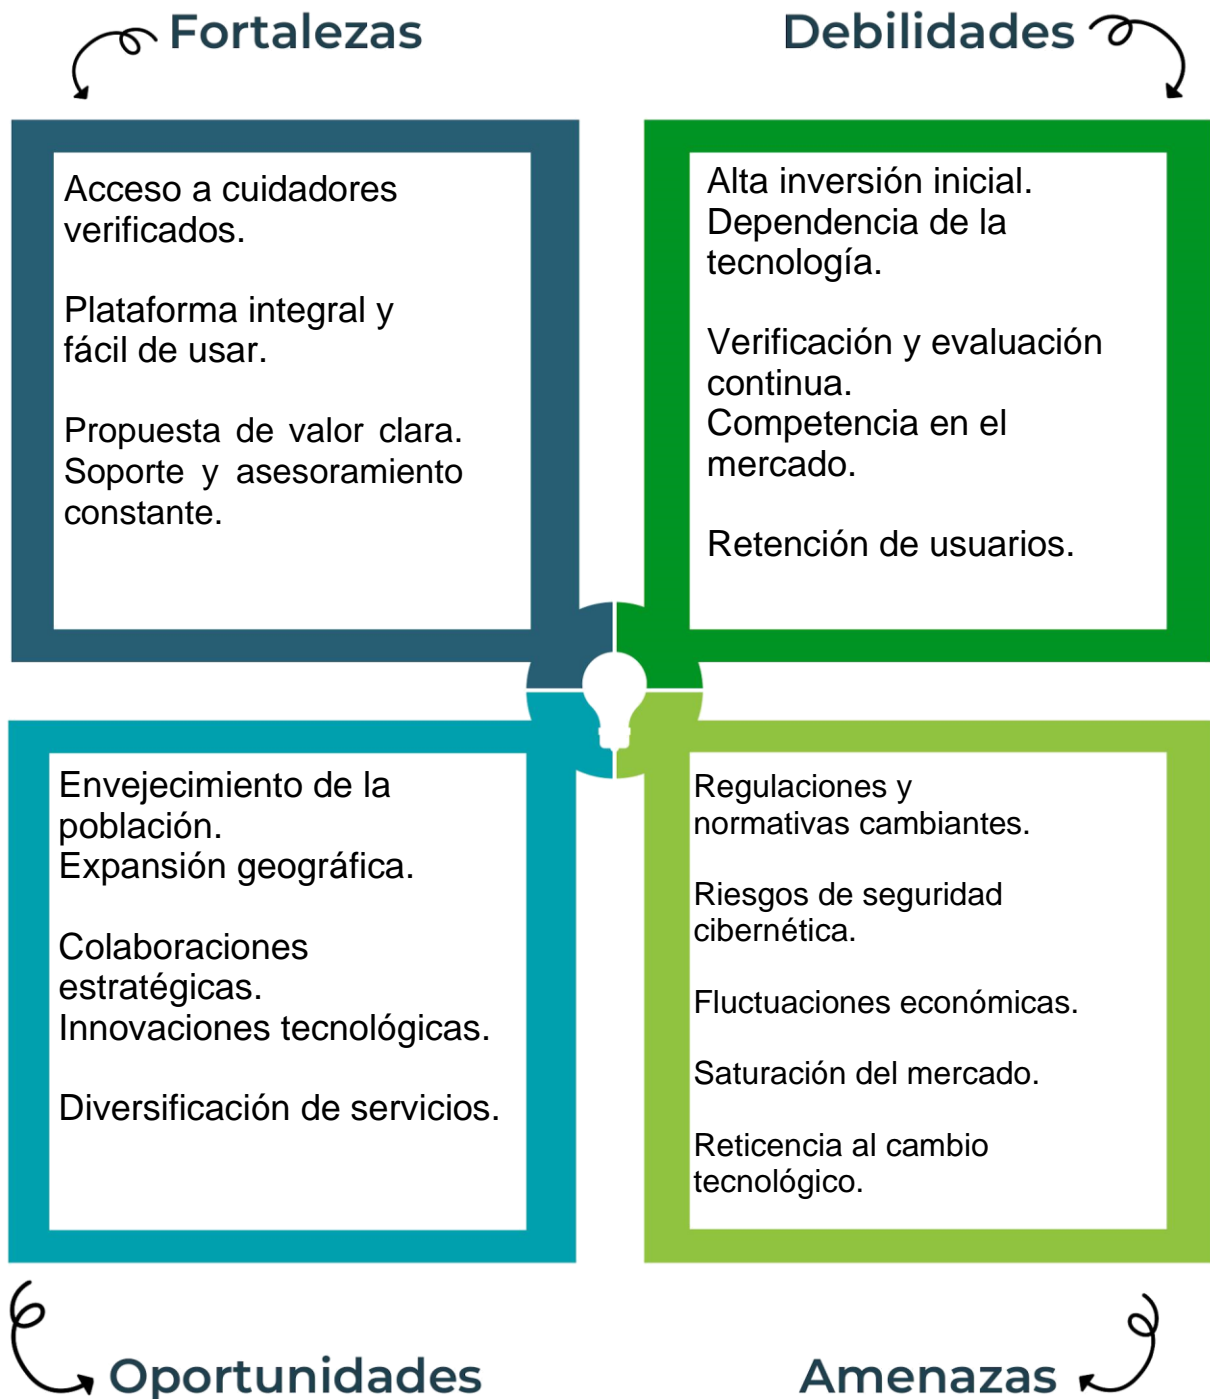 Fortalezas
Acceso a cuidadores
verificados.
Plataforma integral y
fácil de usar.
Propuesta de valor clara.
Soporte y asesoramiento
constante.
Debilidades
Alta inversión inicial.
Dependencia de la
tecnología.
Verificación y evaluación
continua.
Competencia en el
mercado.
Retención de usuarios.
Envejecimiento de la
población.
Expansión geográfica.
Colaboraciones
estratégicas.
Innovaciones tecnológicas.
Diversificación de servicios.
Oportunidades
Regulaciones y
normativas cambiantes.
Riesgos de seguridad
cibernética.
Fluctuaciones económicas.
Saturación del mercado.
Reticencia al cambio
tecnológico.
Amenazas